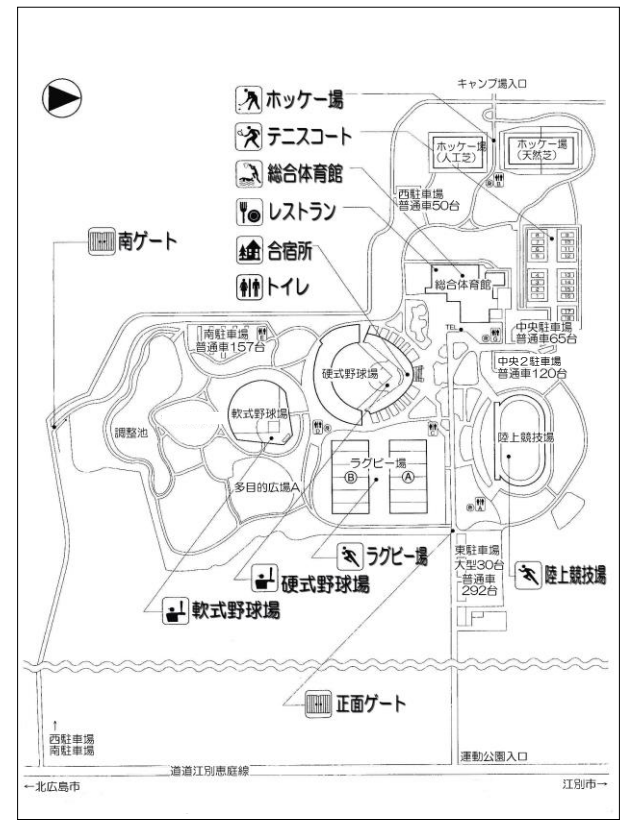 キャンプ場入口
ホッケー場
テニスコート
総合体育館
レストラン
合宿所
トイレ
南ゲート
ホッケー場
(人工芝)
ホッケー場
(天然芝)
西駐車場
普通車50台
総合体育館
TEL
中央駐車場
普通車65台
中央2駐車場
普通車120台
南駐車場
普通車157台
硬式野球場
軟式野球場
調整池
多目的広場A
ラグビー場
B
A
陸上競技場
東駐車場
大型30台
普通車
292台
ラグビー場
硬式野球場
軟式野球場
陸上競技場
正面ゲート
↑
西駐車場
南駐車場
運動公園入口
道道江別恵庭線
←北広島市
江別市→